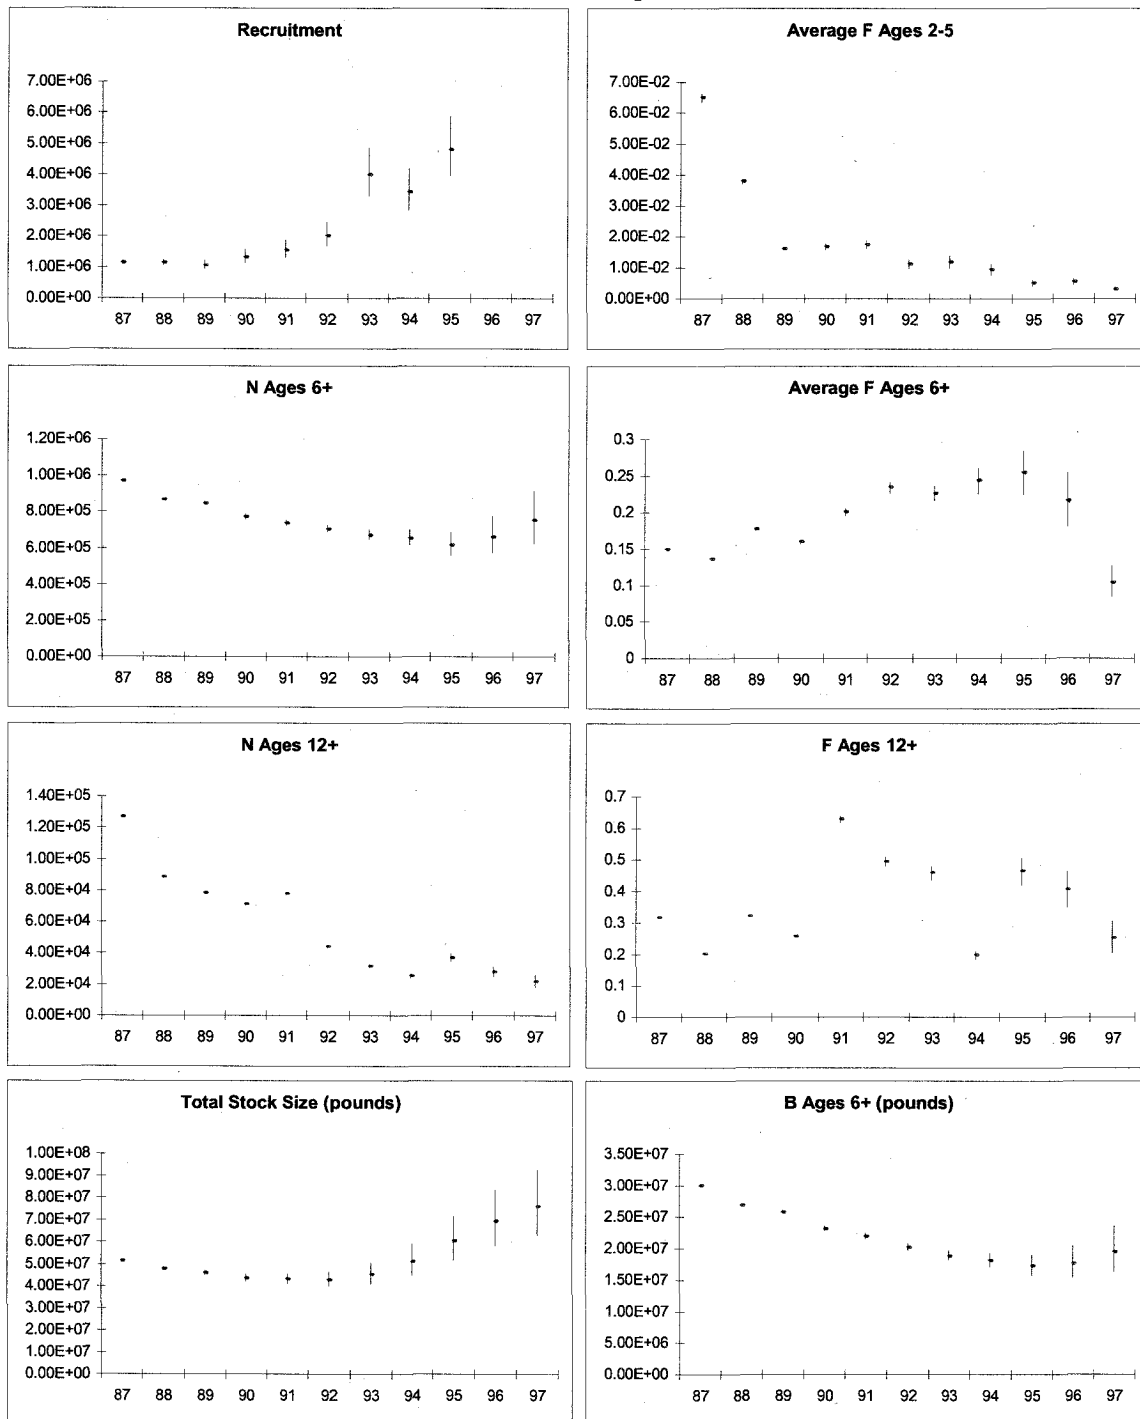 Recruitment
7.00E+06
6.00E+06
5.00E+06
4.00E+06
3.00E+06
2.00E+06
1.00E+06
0.00E+00
87 88 89 90 91 92 93 94 95 96 97
Average F Ages 2-5
7.00E-02
6.00E-02
5.00E-02
4.00E-02
3.00E-02
2.00E-02
1.00E-02
0.00E+00
87 88 89 90 91 92 93 94 95 96 97
N Ages 6+
1.20E+06
1.00E+06
8.00E+05
6.00E+05
4.00E+05
2.00E+05
0.00E+00
87 88 89 90 91 92 93 94 95 96 97
Average F Ages 6+
0.3
0.25
0.2
0.15
0.1
0.05
0
87 88 89 90 91 92 93 94 95 96 97
N Ages 12+
1.40E+05
1.20E+05
1.00E+05
8.00E+04
6.00E+04
4.00E+04
2.00E+04
0.00E+00
87 88 89 90 91 92 93 94 95 96 97
F Ages 12+
0.7
0.6
0.5
0.4
0.3
0.2
0.1
0
87 88 89 90 91 92 93 94 95 96 97
Total Stock Size (pounds)
1.00E+08
9.00E+07
8.00E+07
7.00E+07
6.00E+07
5.00E+07
4.00E+07
3.00E+07
2.00E+07
1.00E+07
0.00E+00
87 88 89 90 91 92 93 94 95 96 97
B Ages 6+ (pounds)
3.50E+07
3.00E+07
2.50E+07
2.00E+07
1.50E+07
1.00E+07
5.00E+06
0.00E+00
87 88 89 90 91 92 93 94 95 96 97